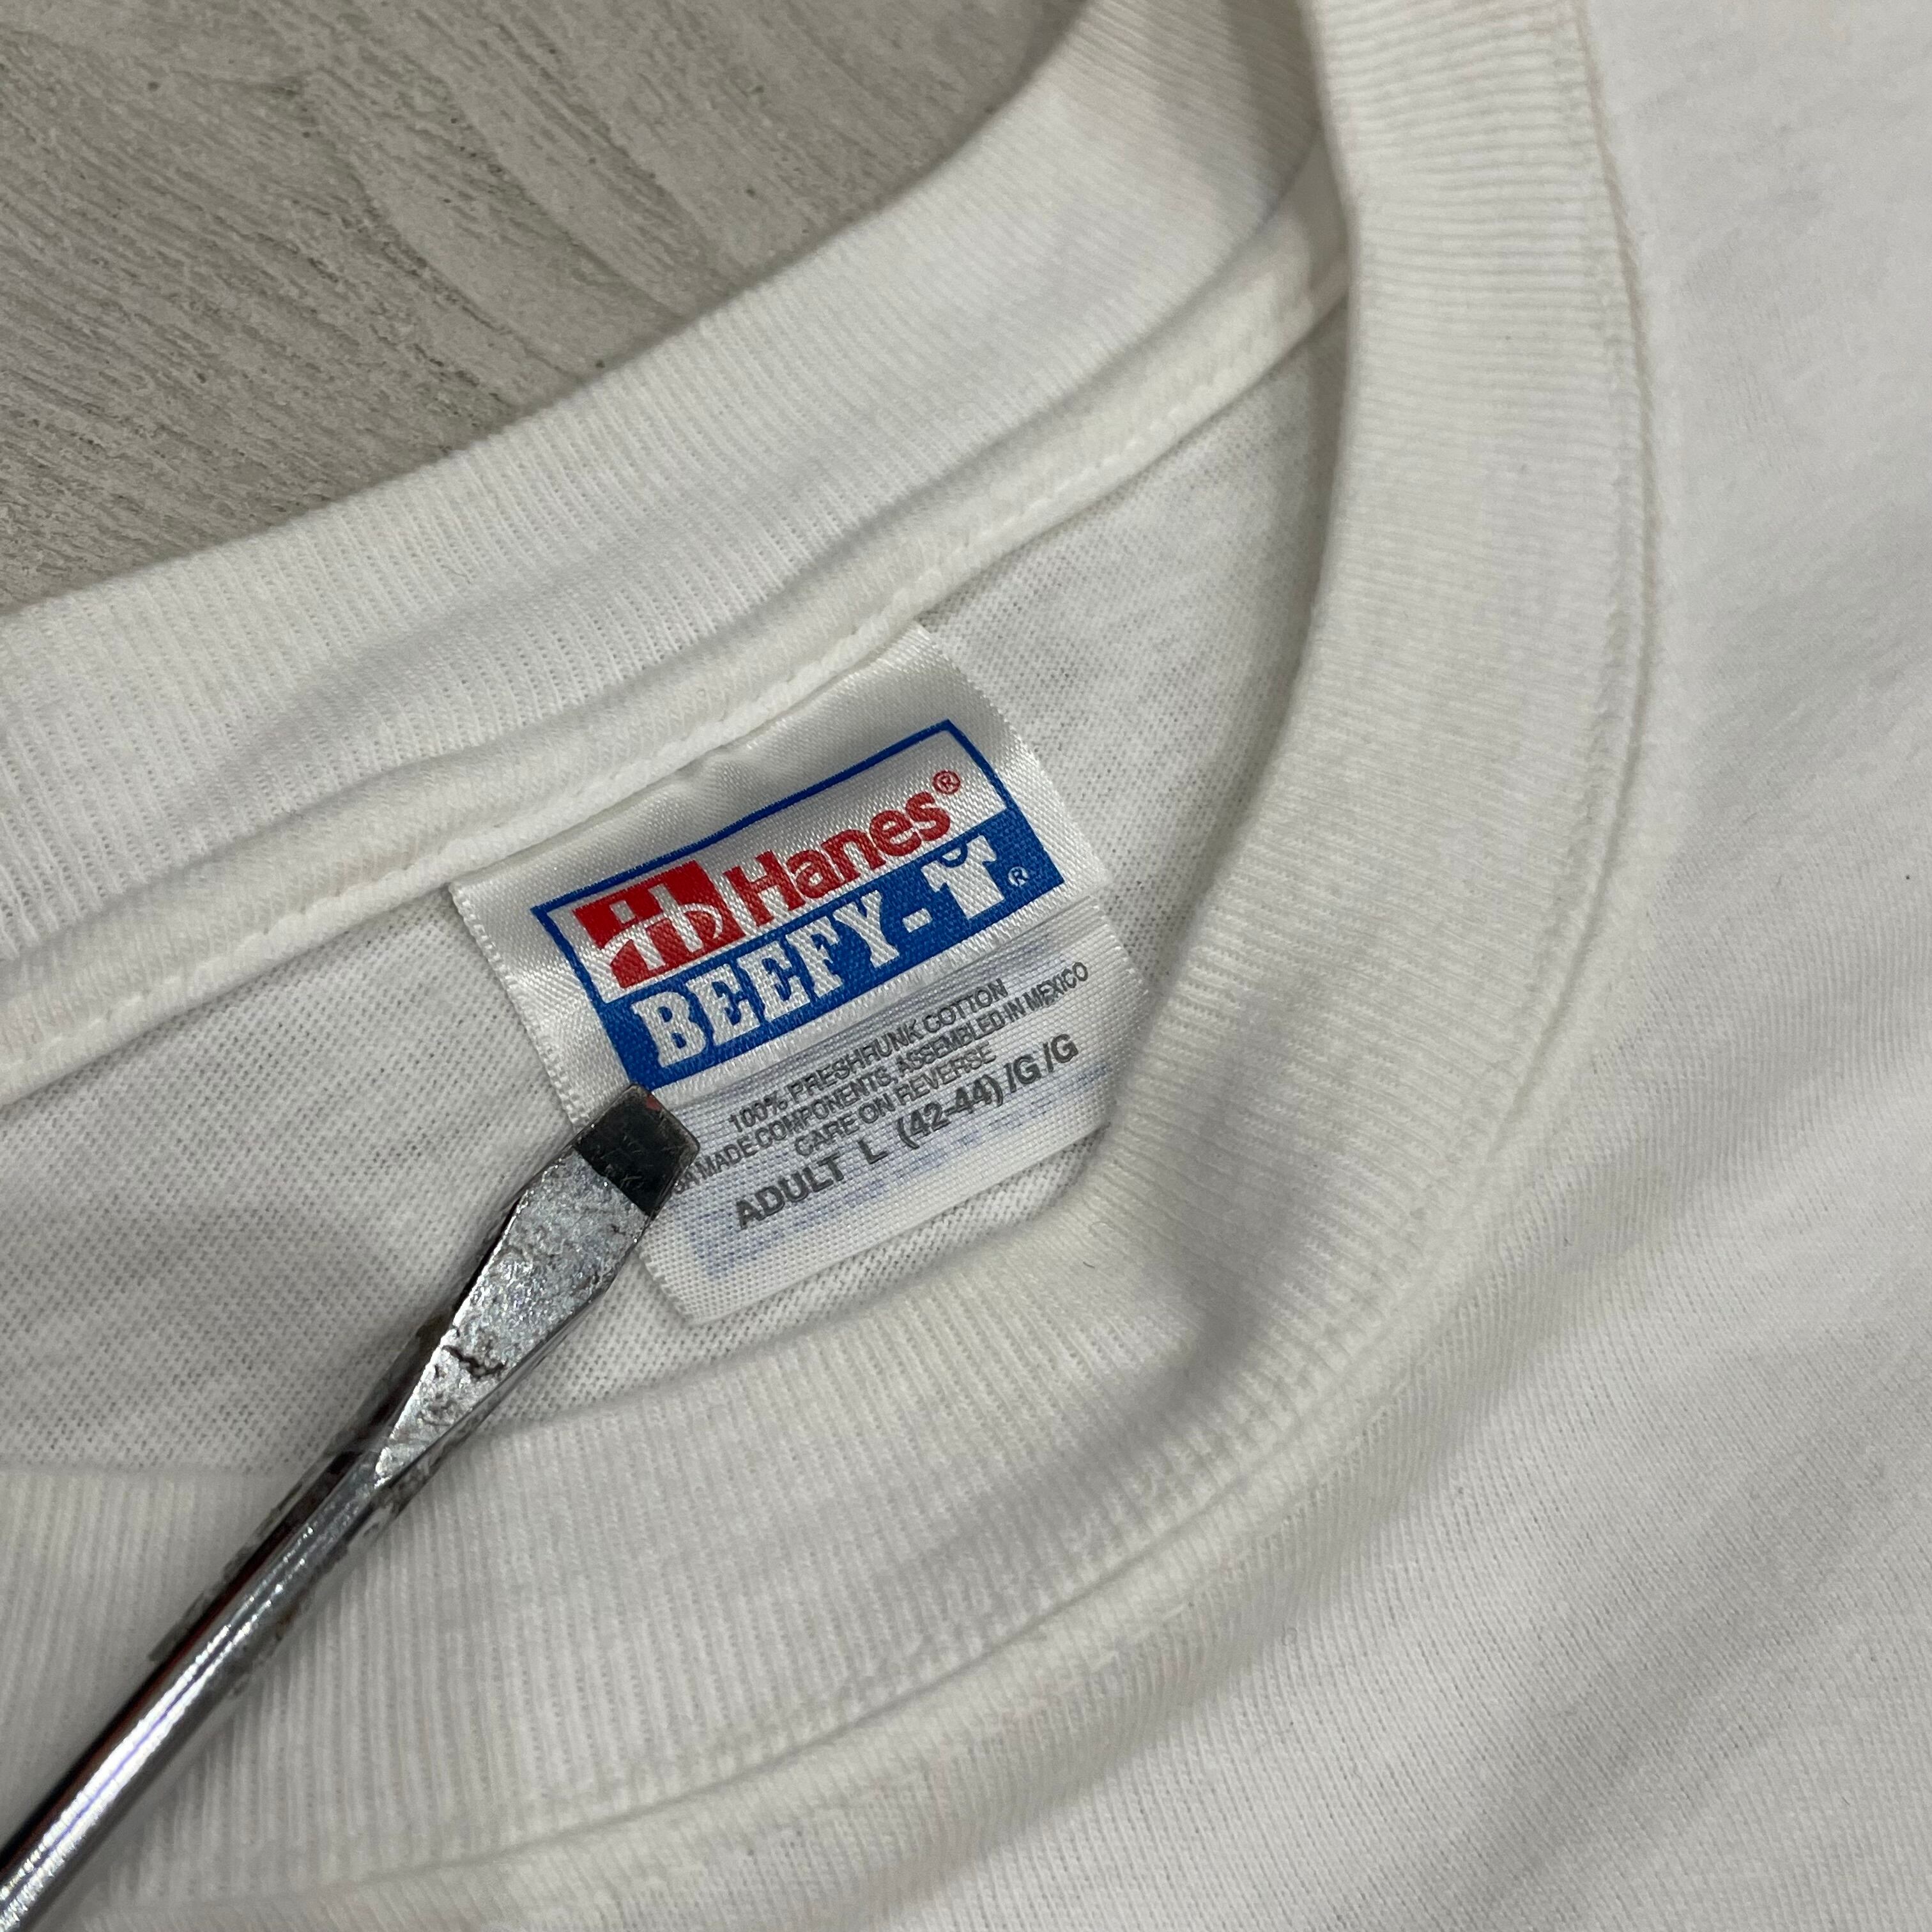 Hanes®
BEEFY-T®
100% PRESHRUNK COTTON
MADE COMPONENTS, ASSEMBLED IN MEXICO
CARE ON REVERSE
ADULT L (42-44)/G/G